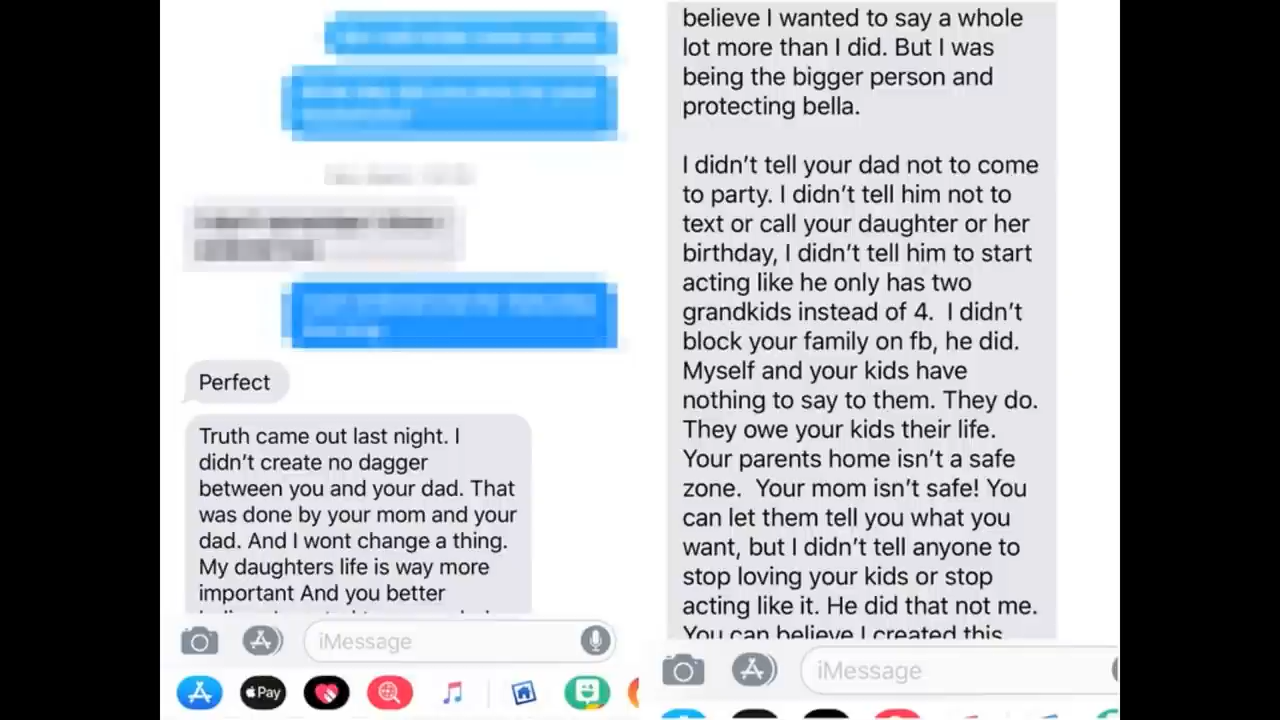 Perfect
Truth came out last night. I
didn't create no dagger
between you and your dad. That
was done by your mom and your
dad. And I wont change a thing.
My daughters life is way more
important And you better
iMessage
Pay
believe I wanted to say a whole
lot more than I did. But I was
being the bigger person and
protecting bella.
I didn't tell your dad not to come
to party. I didn't tell him not to
text or call your daughter or her
birthday, I didn't tell him to start
acting like he only has two
grandkids instead of 4.  I didn't
block your family on fb, he did.
Myself and your kids have
nothing to say to them. They do.
They owe your kids their life.
Your parents home isn't a safe
zone.  Your mom isn't safe! You
can let them tell you what you
want, but I didn't tell anyone to
stop loving your kids or stop
acting like it. He did that not me.
You can believe I created this
iMessage